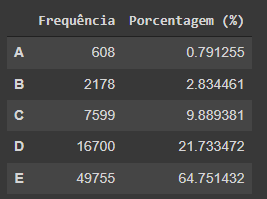 Frequência Porcentagem (%)
A 608 0.791255
B 2178 2.834461
C 7599 9.889381
D 16700 21.733472
E 49755 64.751432